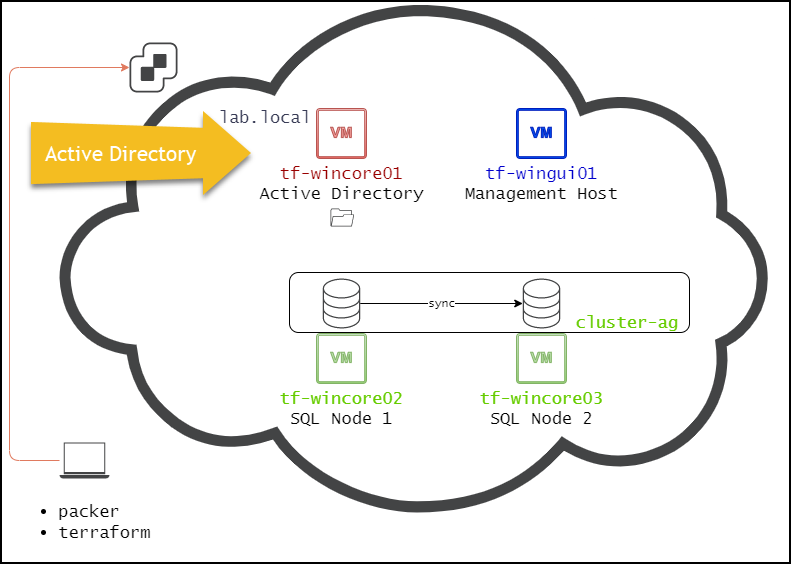 lab.local
Active Directory
VM
tf-wincore01
Active Directory
VM
tf-wingui01
Management Host
sync
cluster-ag
VM
tf-wincore02
SQL Node 1
VM
tf-wincore03
SQL Node 2
• packer
• terraform